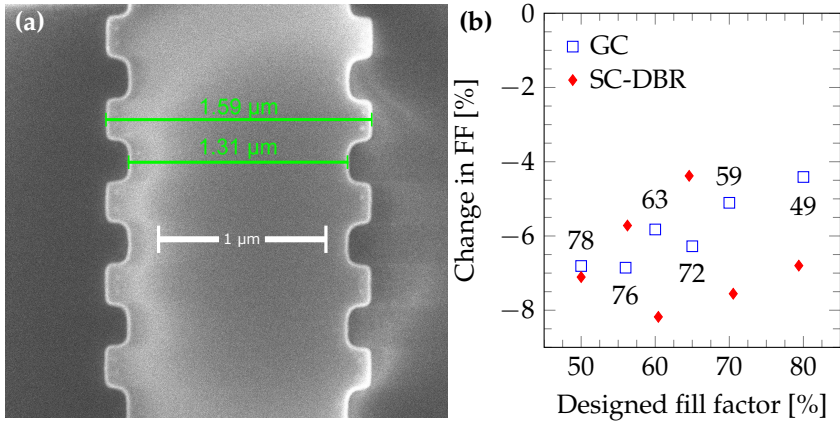 (a)
1.59 µm
1.31 µm
1 µm
(b)
0
−2
−4
−6
−8
Change in FF [%]
GC
SC-DBR
78
76
63
72
59
49
50
60
70
80
Designed fill factor [%]